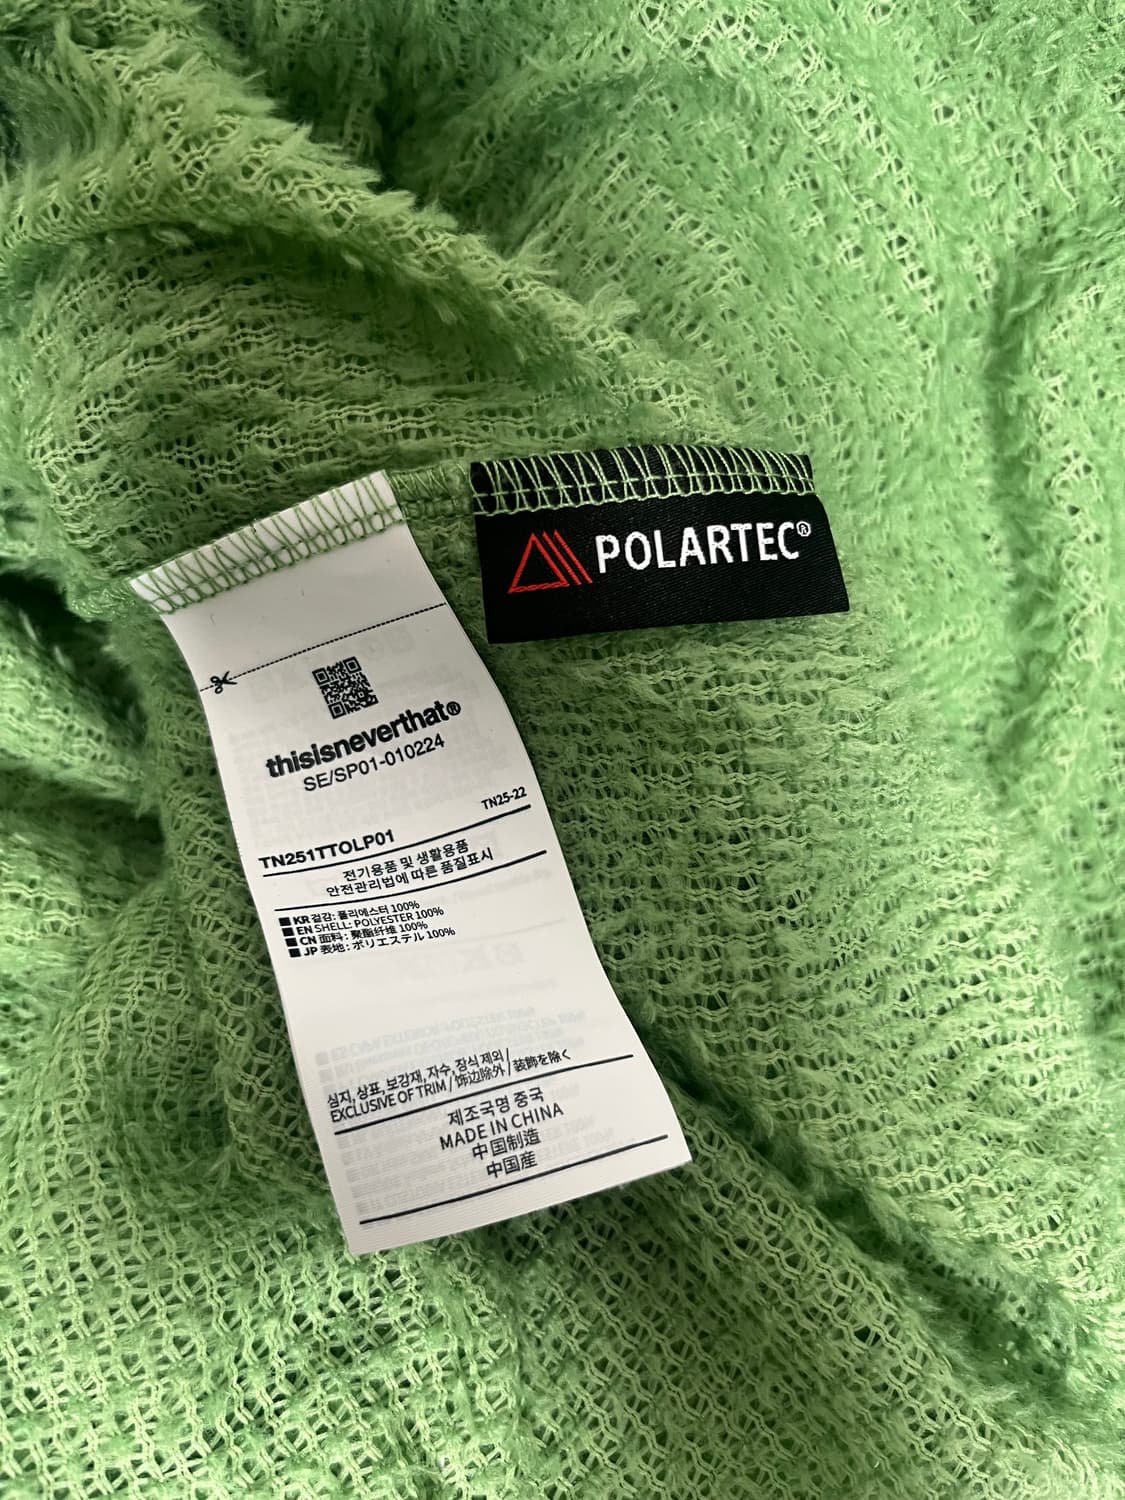 POLARTEC®
thisisneverthat®
SE/SP01-010224
TN25-22
TN251TTOLP01
전기용품 및 생활용품
안전관리법에 따른 품질표시
KR 겉감: 폴리에스터 100%
EN SHELL: POLYESTER 100%
CN 面料: 聚酯纤维 100%
JP 表地: ポリエステル 100%
심지, 상표, 보강재, 자수, 장식 제외/
EXCLUSIVE OF TRIM/饰边除外/装飾を除く
제조국명 중국
MADE IN CHINA
中国制造
中国産